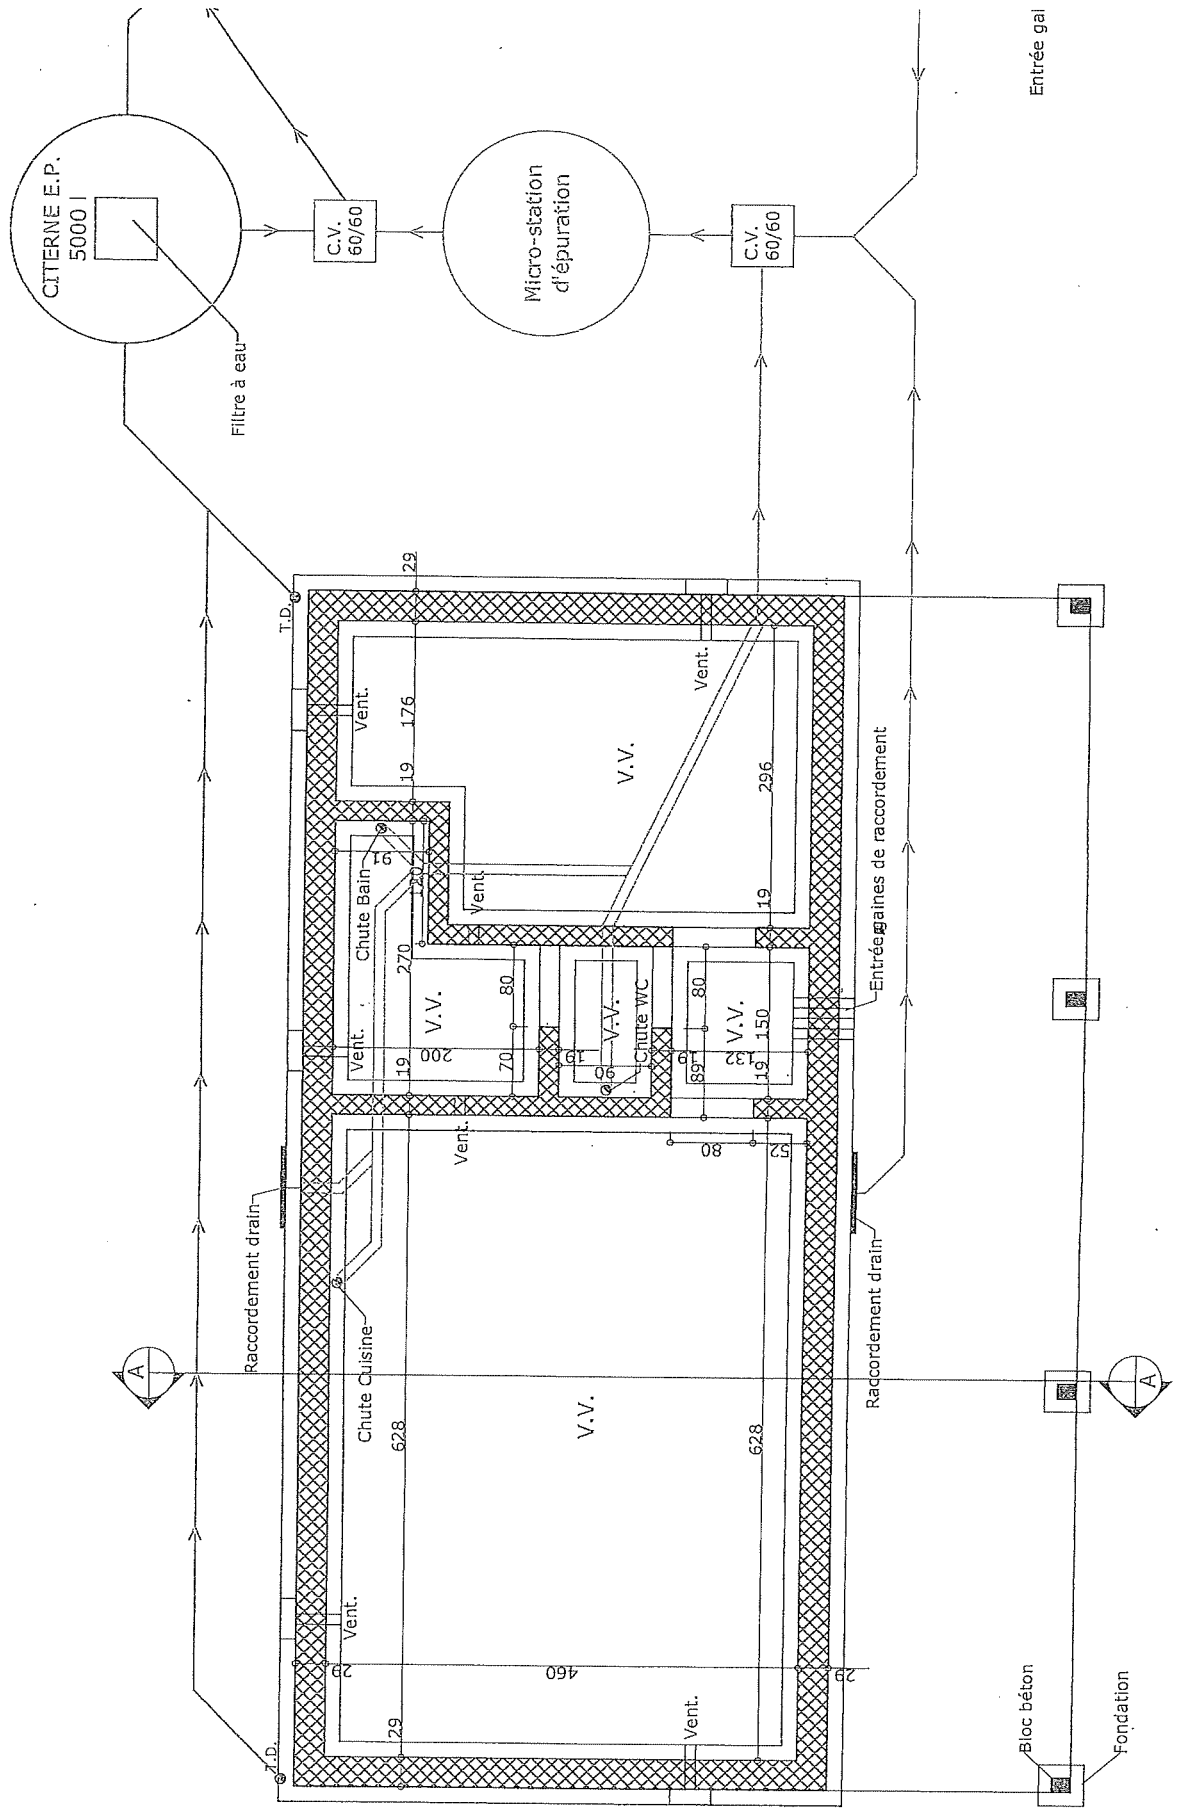 CITERNE E.P.
5000 l
Filtre à eau
C.V.
60/60
Micro-station
d'épuration
C.V.
60/60
Entrée gai
T.D.
29
Vent.
176
19
V.V.
Vent.
296
19
91
Chute Bain
Vent.
270
80
V.V.
Vent.
200
19
70
V.V.
19
90
Chute WC
80
V.V.
150
19
132
89
19
Entrée gaines de raccordement
Vent.
80
52
Raccordement drain
Raccordement drain
Chute Cuisine
A
A
628
V.V.
628
Vent.
29
460
29
29
Vent.
T.D.
Bloc béton
Fondation